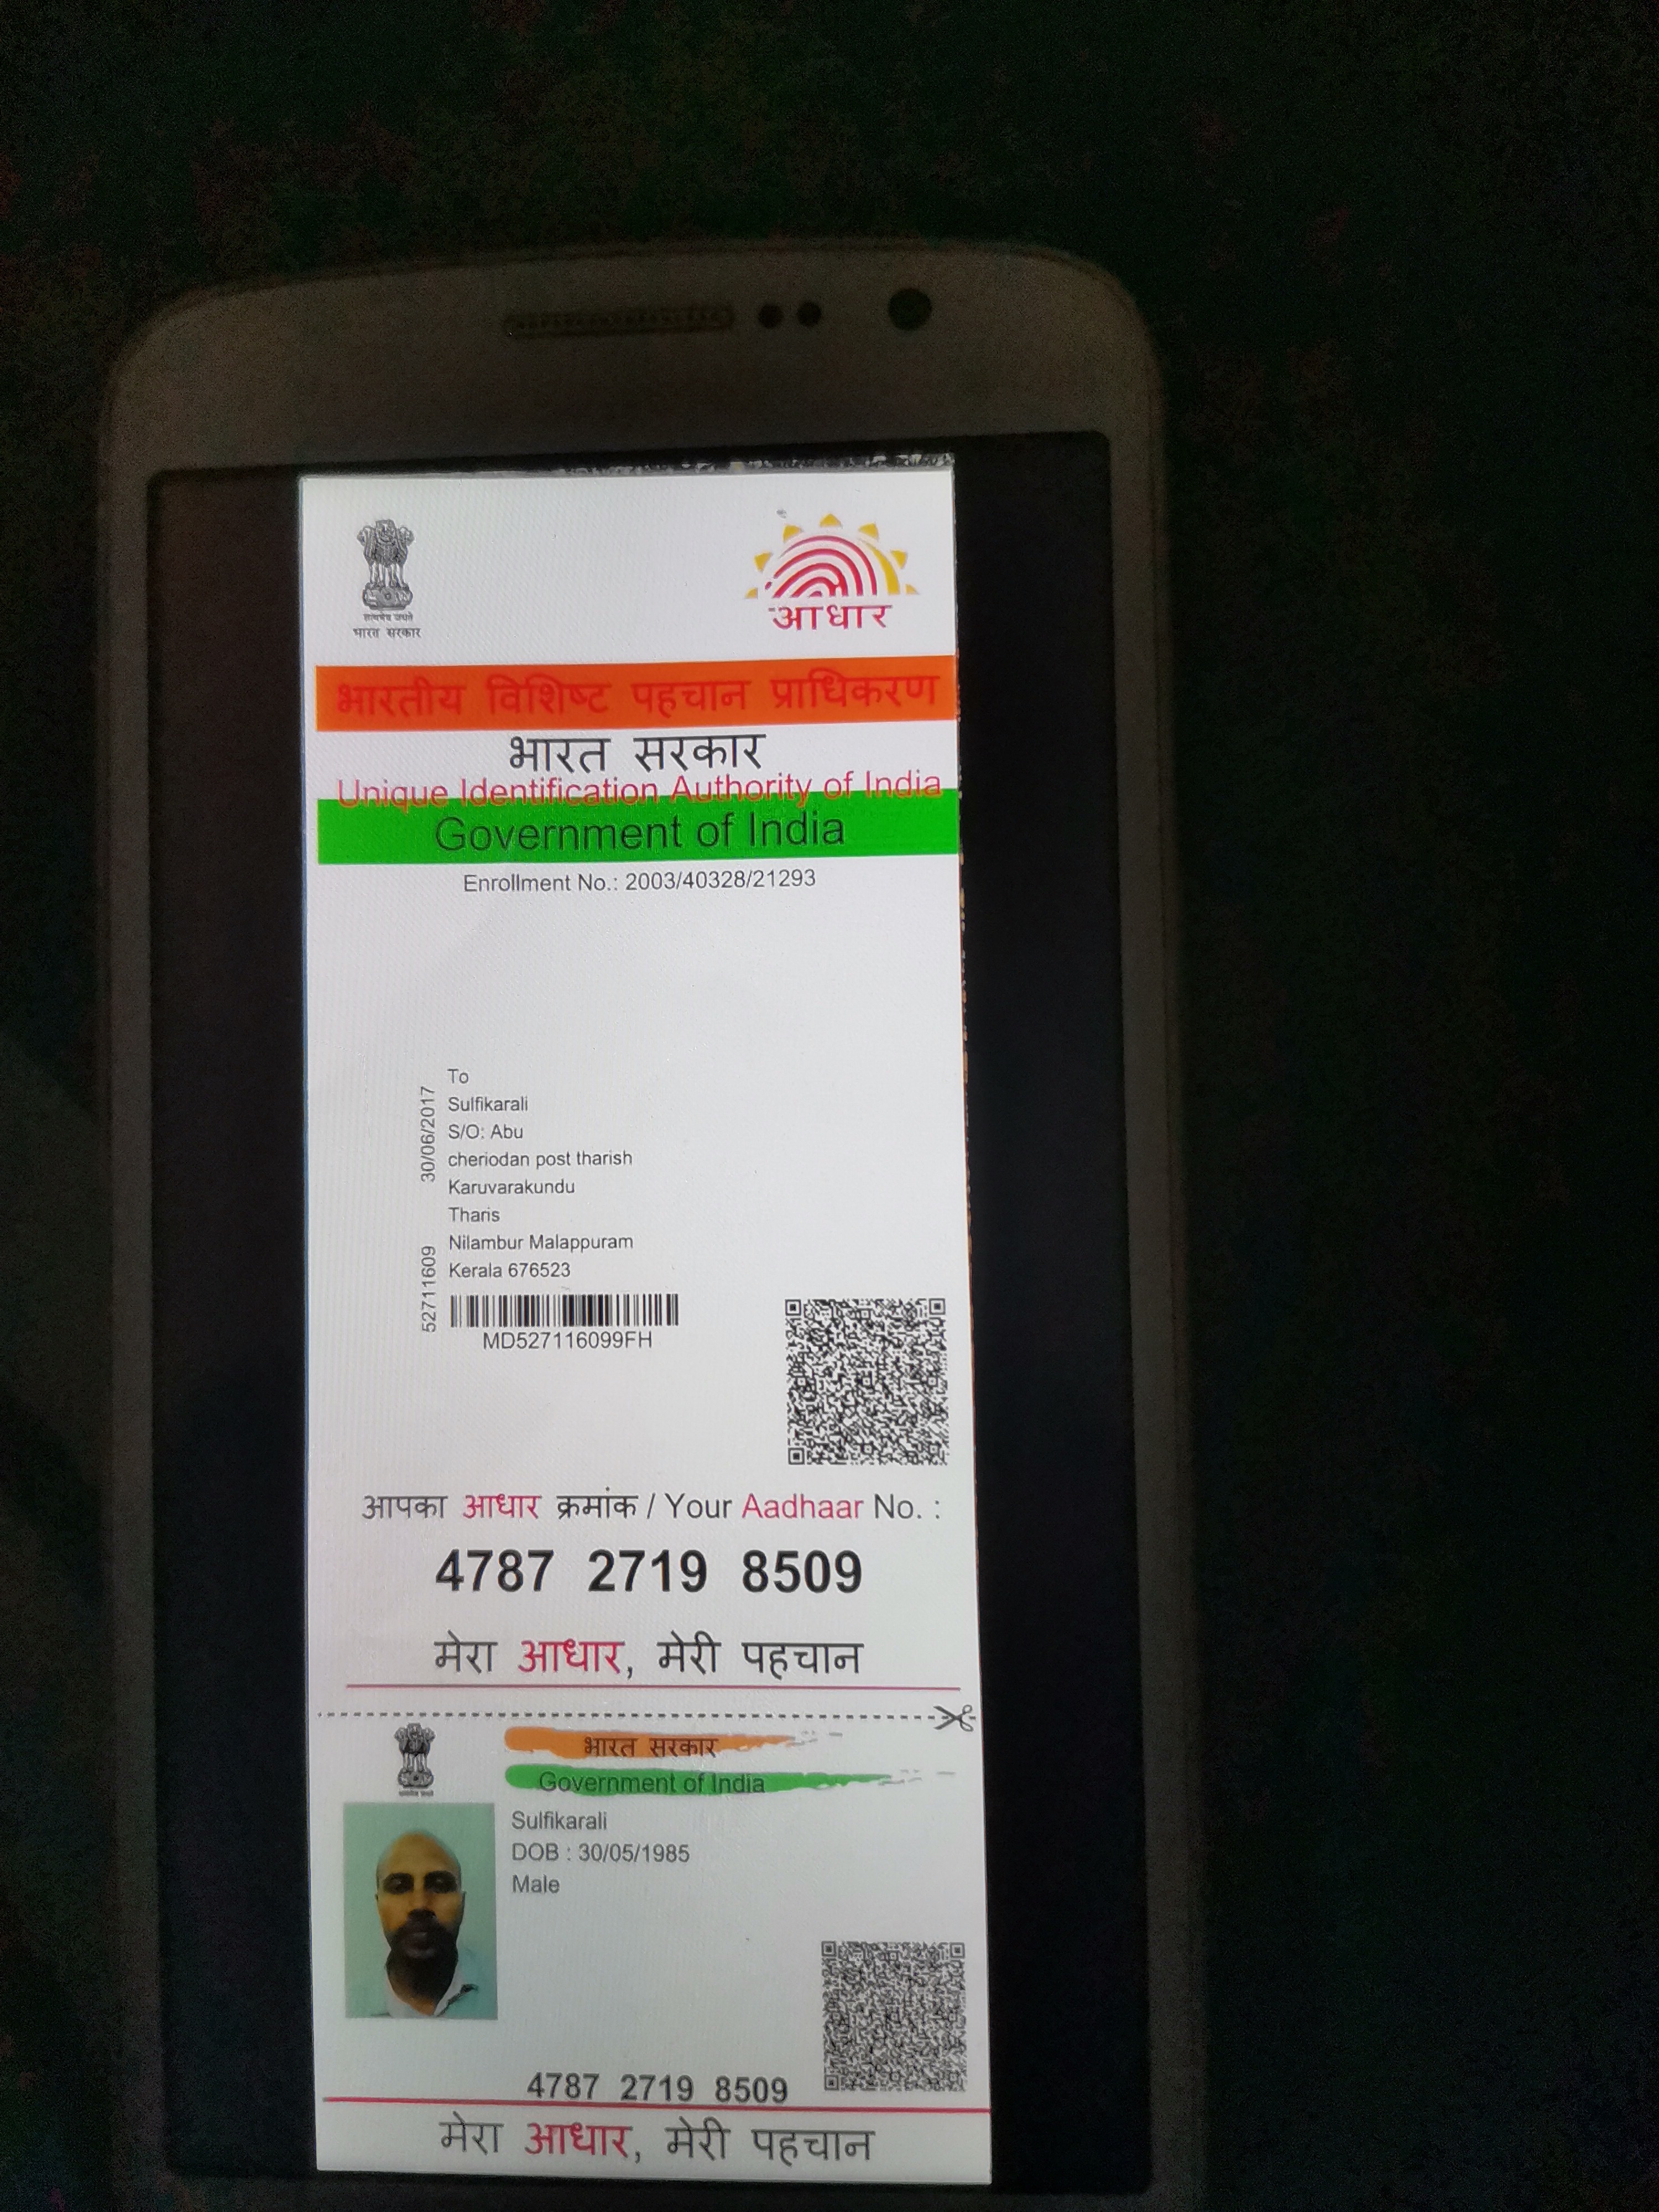 सत्यमेव जयते
भारत सरकार
आधार
भारतीय विशिष्ट पहचान प्राधिकरण
भारत सरकार
Unique Identification Authority of India
Government of India
Enrollment No.: 2003/40328/21293
To
Sulfikarali
S/O: Abu
cheriodan post tharish
Karuvarakundu
Tharis
Nilambur Malappuram
Kerala 676523
30/06/2017
52711609
MD527116099FH
आपका आधार क्रमांक / Your Aadhaar No. :
4787 2719 8509
मेरा आधार, मेरी पहचान
भारत सरकार
Government of India
Sulfikarali
DOB : 30/05/1985
Male
4787 2719 8509
मेरा आधार, मेरी पहचान